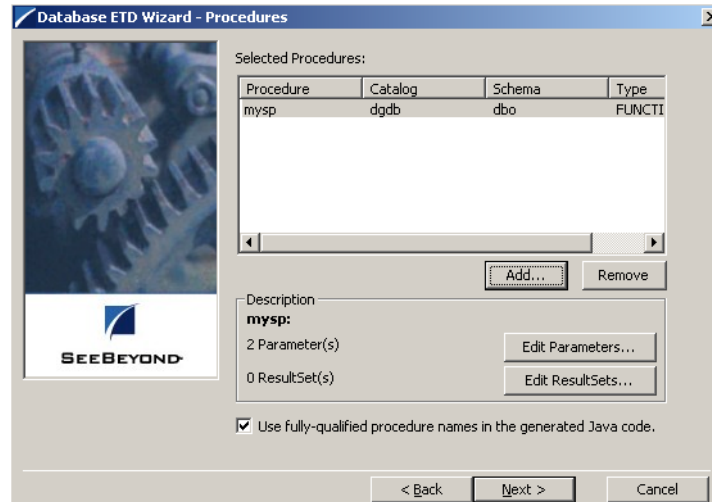 Database ETD Wizard - Procedures
Selected Procedures:
Procedure Catalog Schema Type
mysp dgdb dbo FUNCTI
Add... Remove
Description
mysp:
2 Parameter(s) Edit Parameters...
0 ResultSet(s) Edit ResultSets...
SEEBEYOND
Use fully-qualified procedure names in the generated Java code.
< Back Next > Cancel